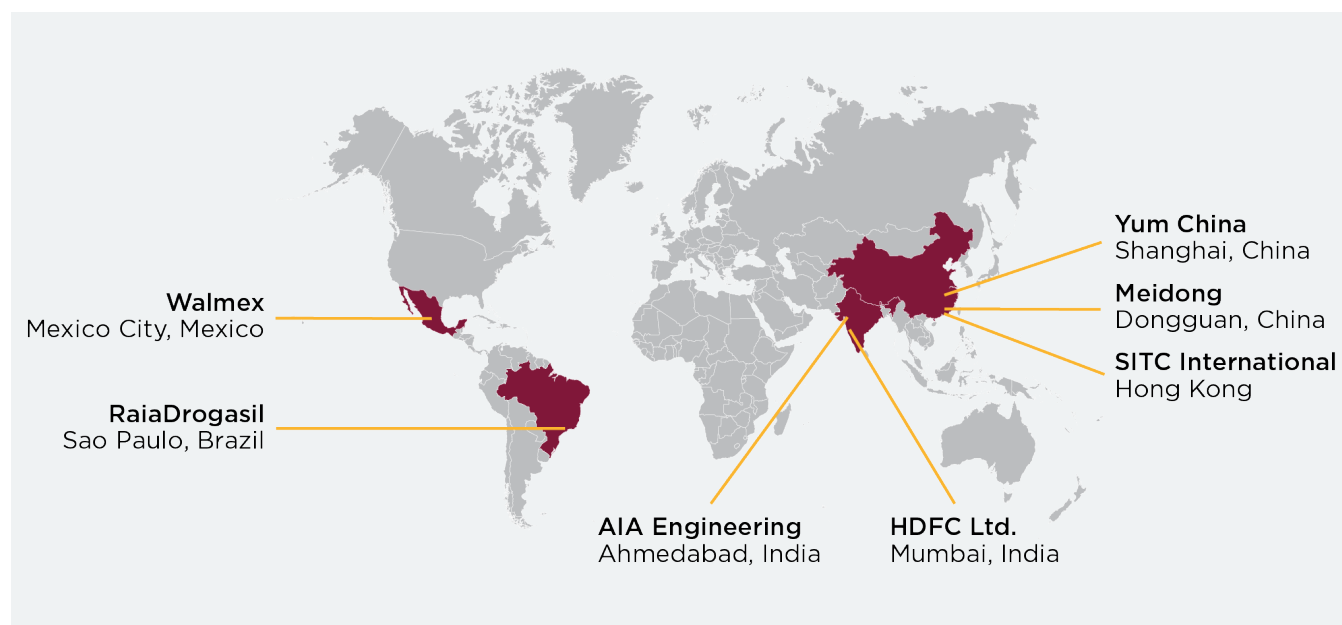 Yum China
Shanghai, China
Meidong
Dongguan, China
SITC International
Hong Kong
Walmex
Mexico City, Mexico
RaiaDrogasil
Sao Paulo, Brazil
AIA Engineering
Ahmedabad, India
HDFC Ltd.
Mumbai, India